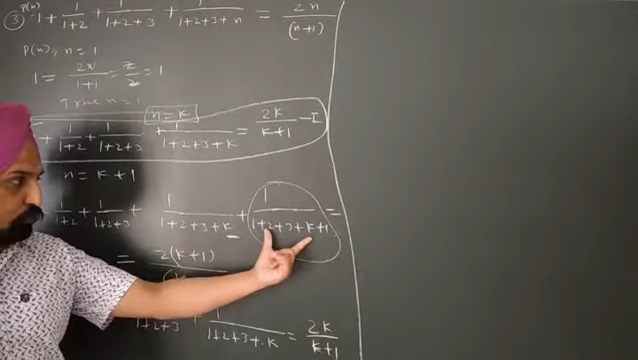 ③ P(n) = 1 + 1/(1+2) + 1/(1+2+3) + 1/(1+2+3+n) = 2n/(n+1)
P(n), n = 1
1 = 2×1/(1+1) = 2/2 = 1
True n = 1
n = k
+ 1/(1+2) + 1/(1+2+3) + 1/(1+2+3+k) = 2k/(k+1) – I
n = k+1
1/(1+2) + 1/(1+2+3) + 1/(1+2+3+k) + 1/(1+2+3+k+1) =
= 2(k+1)
1+2+3 + 1/(1+2+3+.k) = 2k/(k+1)